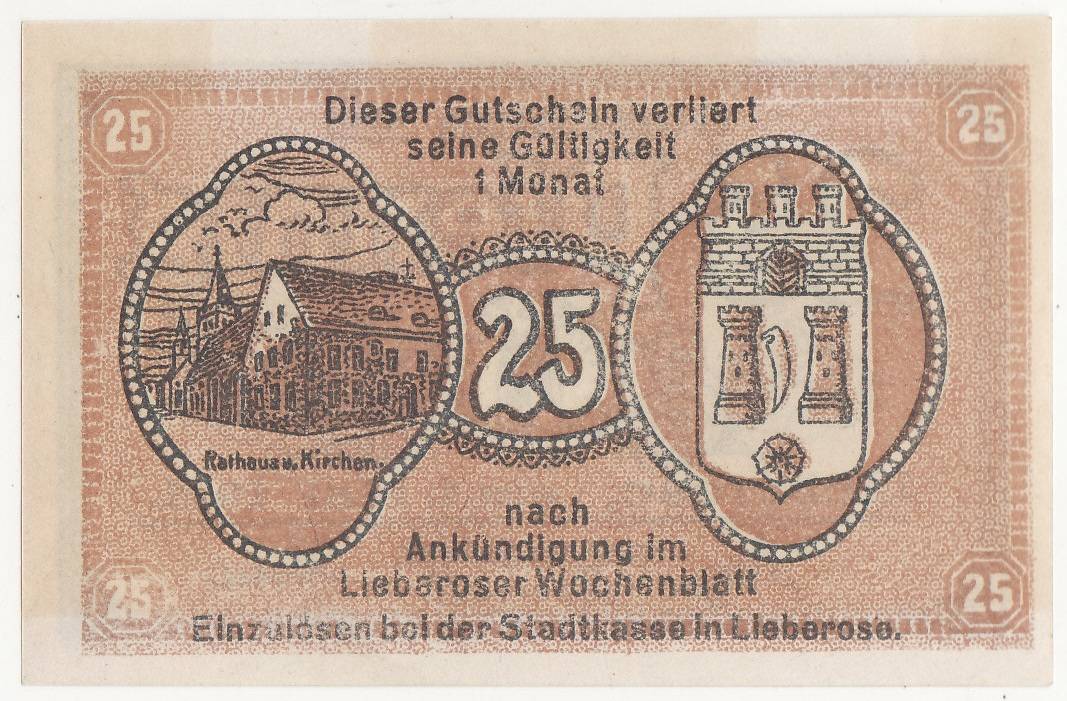 25 25
Dieser Gutschein verliert
seine Gültigkeit
1 Monat
25
Rathaus u. Kirchen.
nach
Ankündigung im
Lieberoser Wochenblatt
25 25
Einzulösen bei der Stadtkasse in Lieberose.